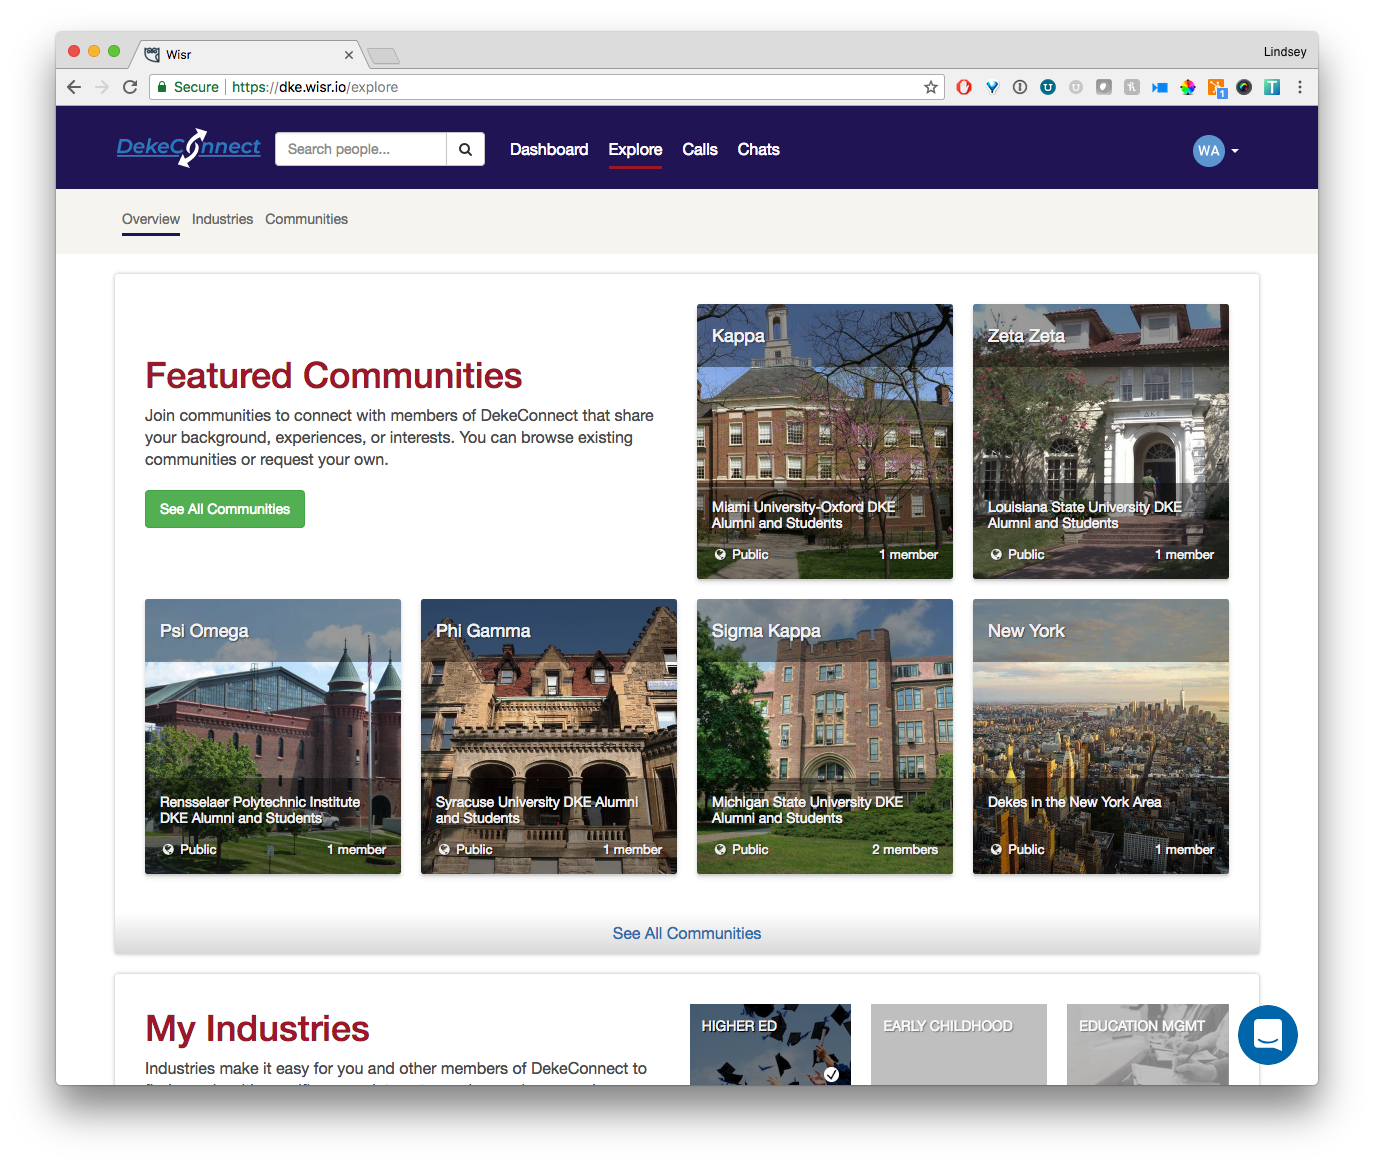 Wisr
Lindsey
Secure
https://dke.wisr.io/explore
1
T
DekeConnect
Search people...
Dashboard
Explore
Calls
Chats
WA
Overview
Industries
Communities
Featured Communities
Join communities to connect with members of DekeConnect that share
your background, experiences, or interests. You can browse existing
communities or request your own.
See All Communities
Kappa
Miami University-Oxford DKE
Alumni and Students
Public
1 member
Zeta Zeta
ΔΚΕ
Louisiana State University DKE
Alumni and Students
Public
1 member
Psi Omega
Rensselaer Polytechnic Institute
DKE Alumni and Students
Public
1 member
Phi Gamma
Syracuse University DKE Alumni
and Students
Public
1 member
Sigma Kappa
Michigan State University DKE
Alumni and Students
Public
2 members
New York
Dekes in the New York Area
Public
1 member
See All Communities
My Industries
Industries make it easy for you and other members of DekeConnect to
HIGHER ED
EARLY CHILDHOOD
EDUCATION MGMT